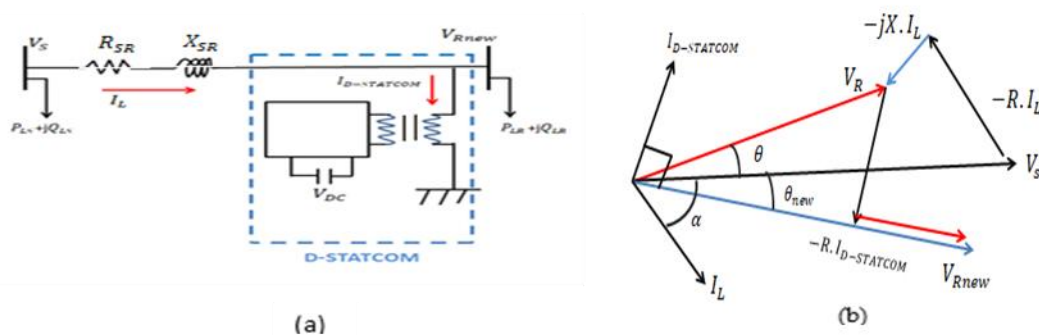 V_S
R_SR
X_SR
V_Rnew
I_L
I_D-STATCOM
P_LS+jQ_LS
P_LR+jQ_LR
V_DC
D-STATCOM
(a)
I_D-STATCOM
-jX.I_L
V_R
-R.I_L
θ
V_s
θ_new
α
-R.I_D-STATCOM
V_Rnew
I_L
(b)